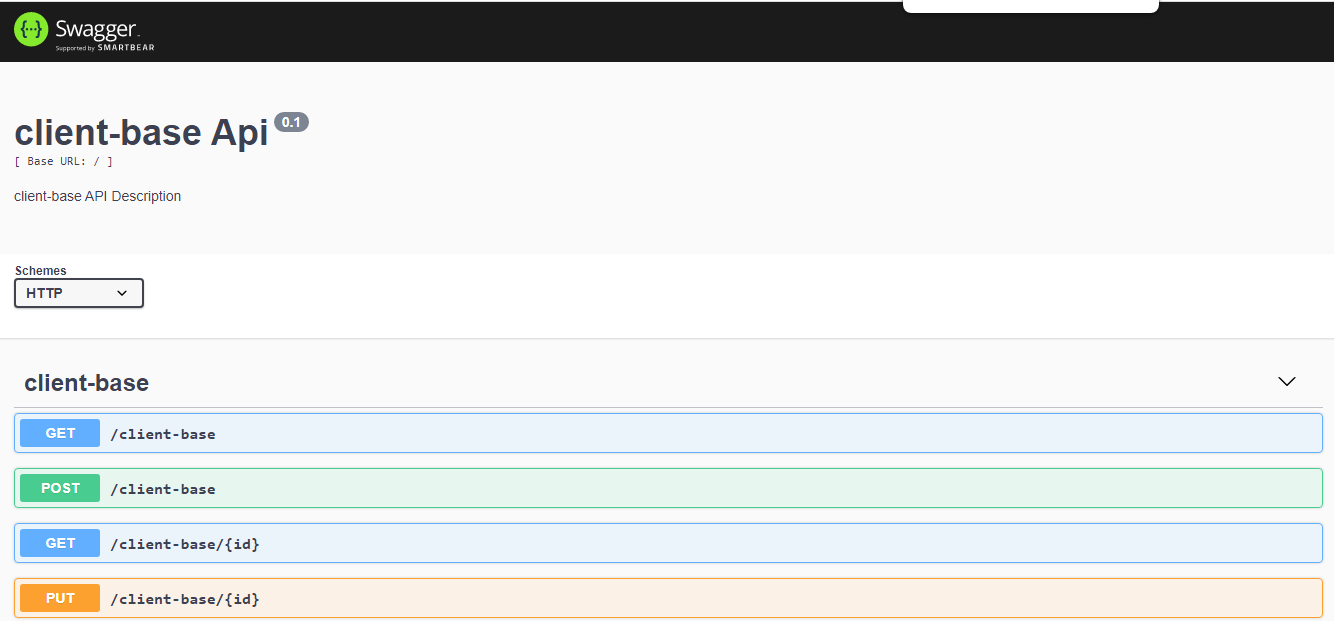 {··} Swagger
Supported by SMARTBEAR
client-base Api 0.1
[ Base URL: / ]
client-base API Description
Schemes
HTTP
client-base
GET /client-base
POST /client-base
GET /client-base/{id}
PUT /client-base/{id}